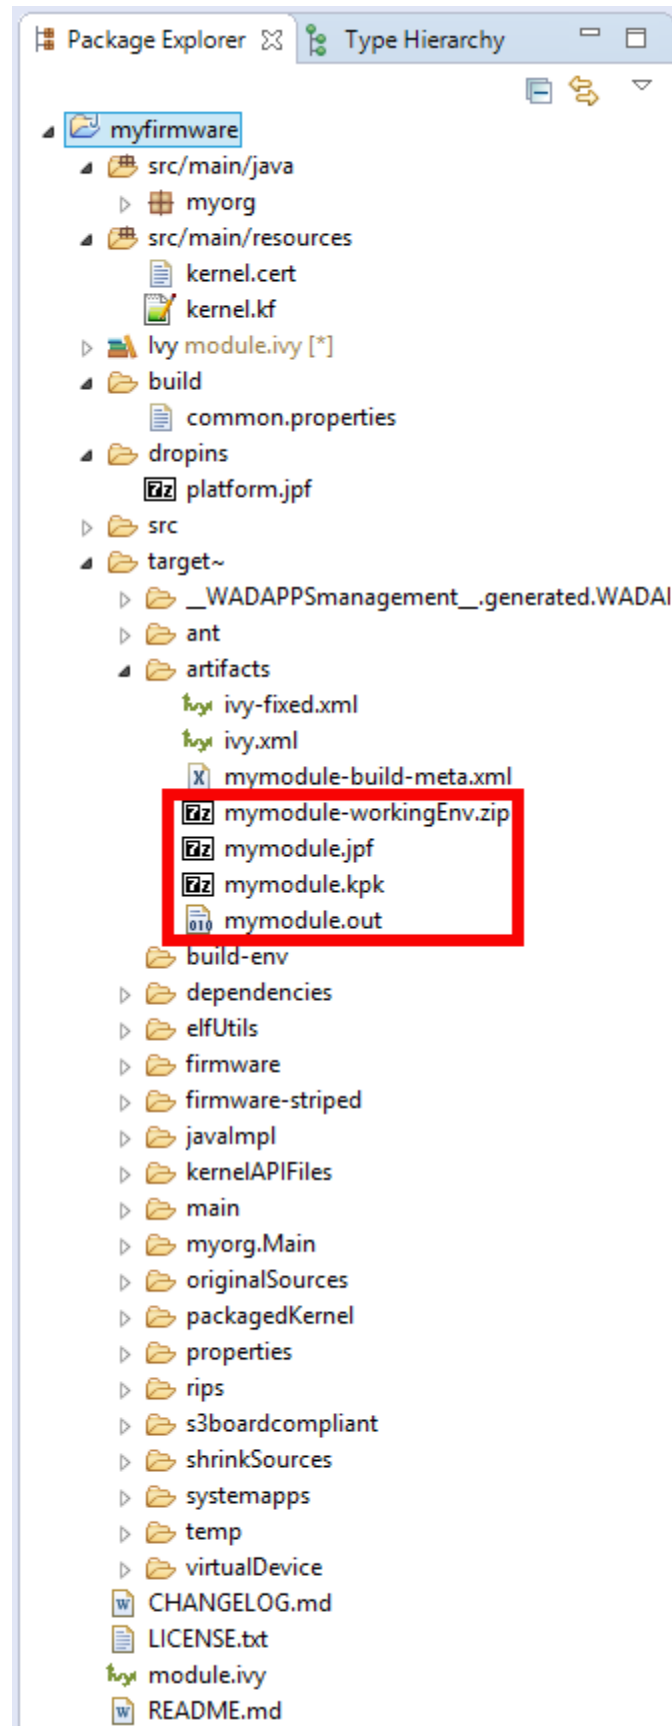 Package Explorer Type Hierarchy
myfirmware
src/main/java
myorg
src/main/resources
kernel.cert
kernel.kf
Ivy module.ivy [*]
build
common.properties
dropins
platform.jpf
src
target~
__WADAPPSmanagement__.generated.WADA
ant
artifacts
ivy-fixed.xml
ivy.xml
mymodule-build-meta.xml
mymodule-workingEnv.zip
mymodule.jpf
mymodule.kpk
mymodule.out
build-env
dependencies
elfUtils
firmware
firmware-striped
javaImpl
kernelAPIFiles
main
myorg.Main
originalSources
packagedKernel
properties
rips
s3boardcompliant
shrinkSources
systemapps
temp
virtualDevice
CHANGELOG.md
LICENSE.txt
module.ivy
README.md